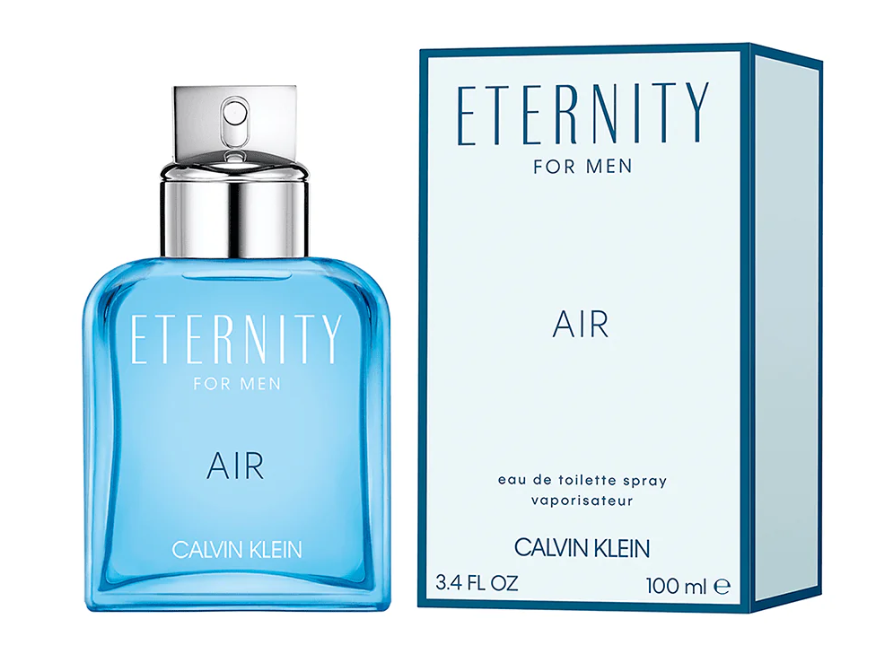 ETERNITY
FOR MEN
AIR
CALVIN KLEIN
ETERNITY
FOR MEN
AIR
eau de toilette spray
vaporisateur
CALVIN KLEIN
3.4 FL OZ 100 ml ℮